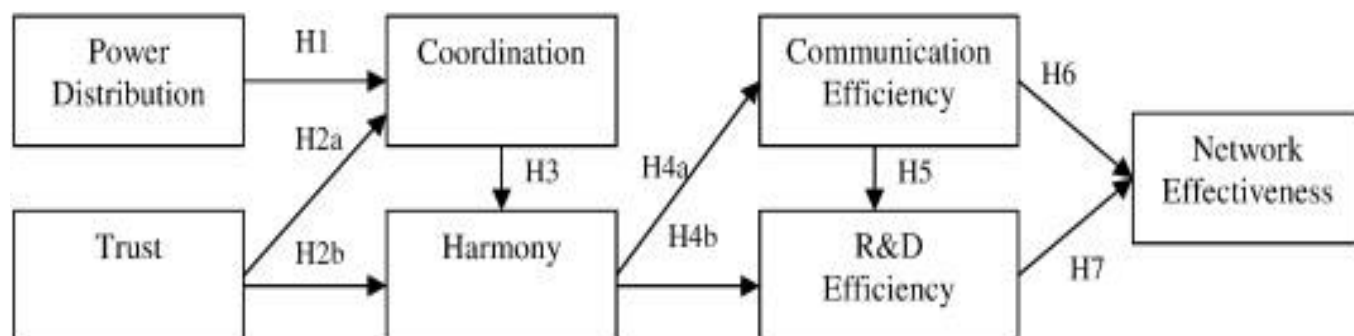 Power
Distribution
H1
Coordination
Communication
Efficiency
H6
Network
Effectiveness
H2a
H3
H4a
H5
Trust
H2b
Harmony
H4b
R&D
Efficiency
H7